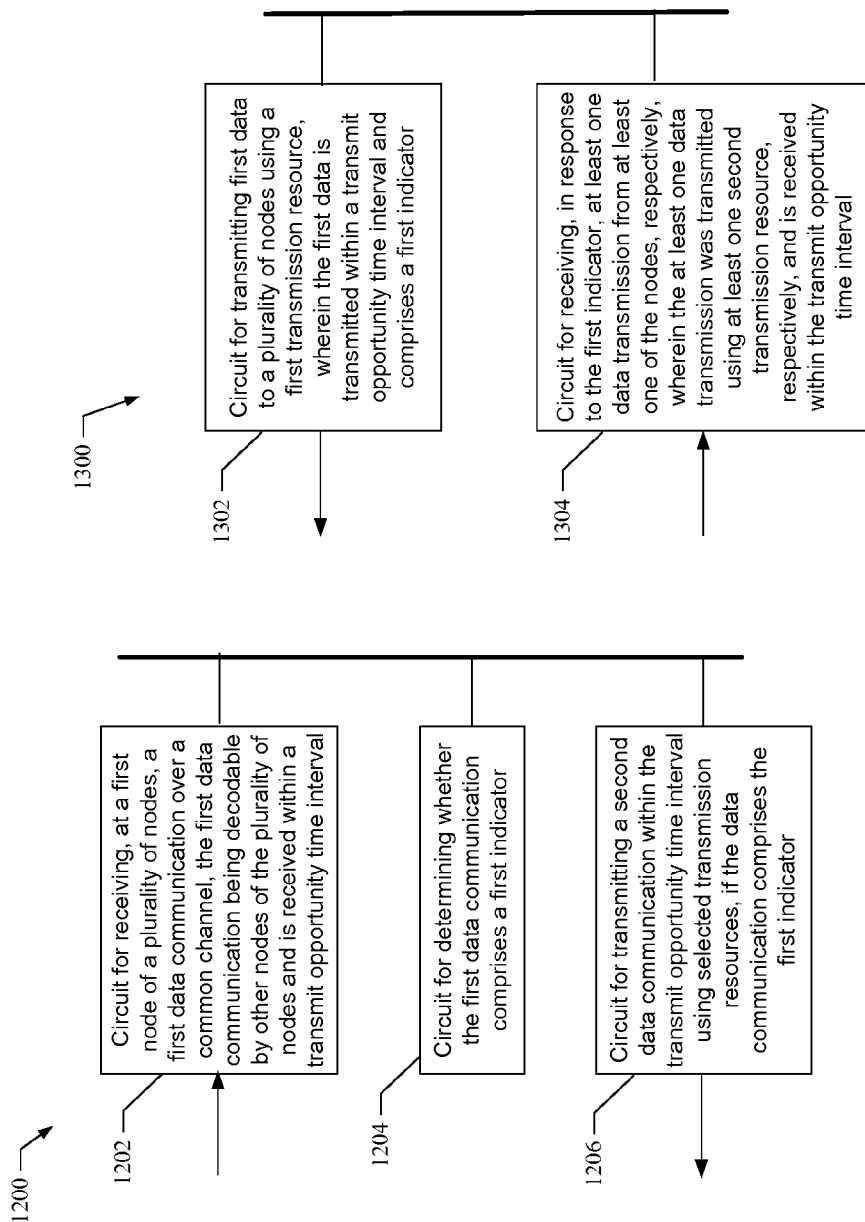 1200
1202
Circuit for receiving, at a first
node of a plurality of nodes, a
first data communication over a
common channel, the first data
communication being decodable
by other nodes of the plurality of
nodes and is received within a
transmit opportunity time interval
1204
Circuit for determining whether
the first data communication
comprises a first indicator
1206
Circuit for transmitting a second
data communication within the
transmit opportunity time interval
using selected transmission
resources, if the data
communication comprises the
first indicator
1300
1302
Circuit for transmitting first data
to a plurality of nodes using a
first transmission resource,
wherein the first data is
transmitted within a transmit
opportunity time interval and
comprises a first indicator
1304
Circuit for receiving, in response
to the first indicator, at least one
data transmission from at least
one of the nodes, respectively,
wherein the at least one data
transmission was transmitted
using at least one second
transmission resource,
respectively, and is received
within the transmit opportunity
time interval